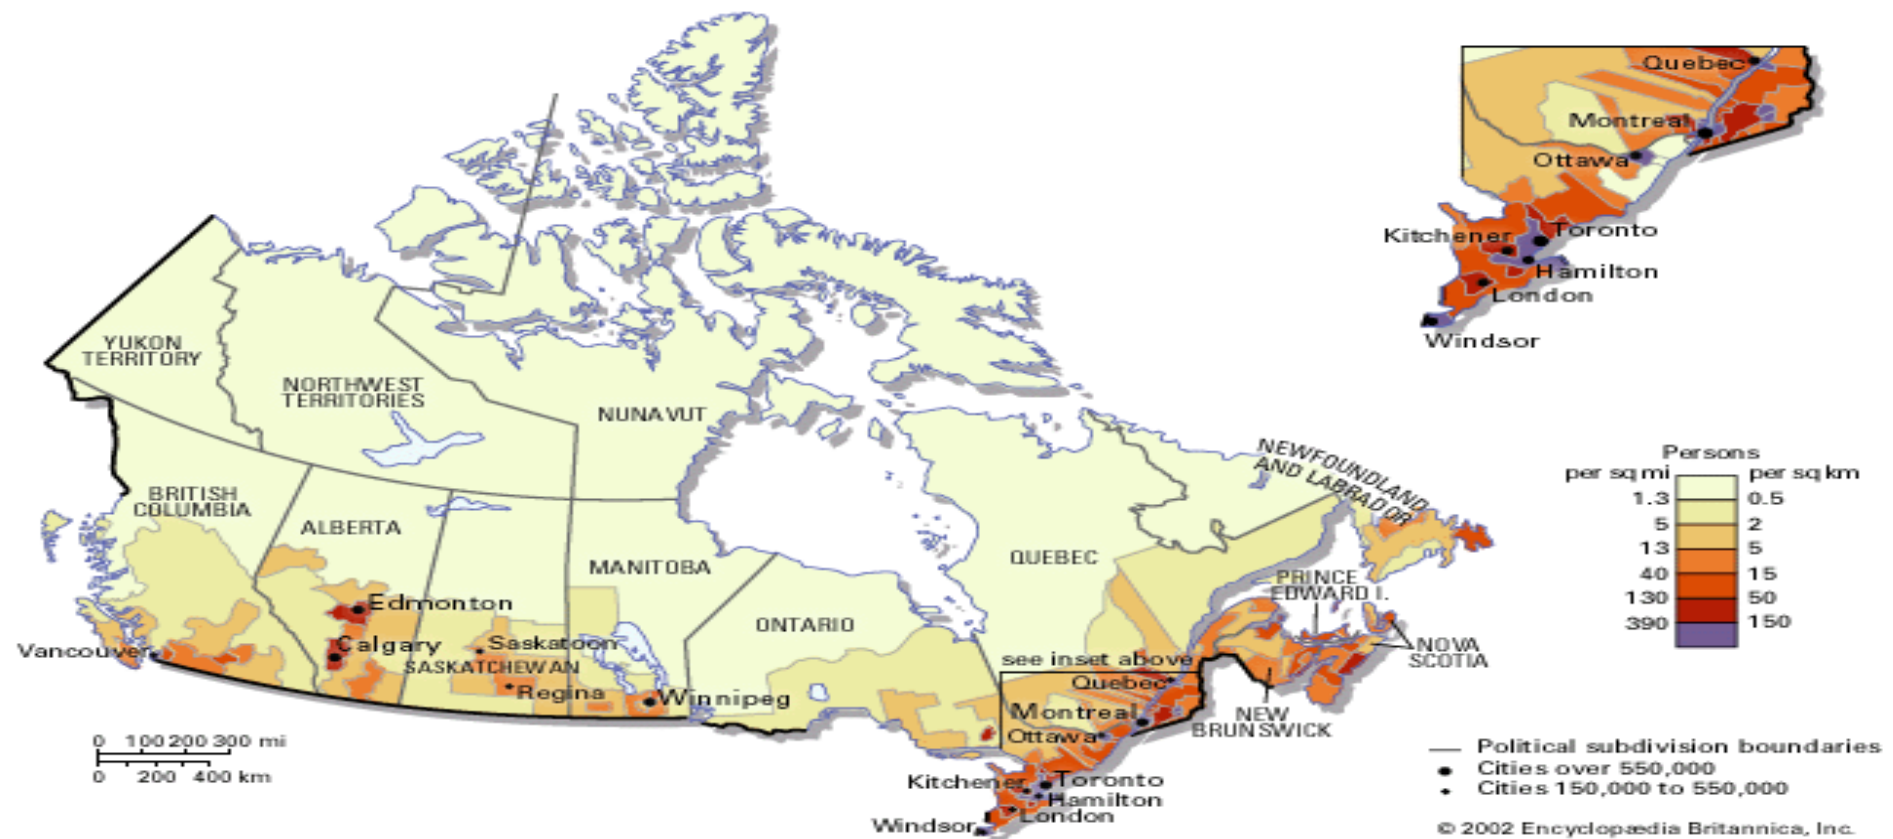 Quebec
Montreal
Ottawa
Kitchener
Toronto
Hamilton
London
Windsor
YUKON
TERRITORY
NORTHWEST
TERRITORIES
NUNAVUT
BRITISH
COLUMBIA
ALBERTA
MANITOBA
ONTARIO
QUEBEC
NEWFOUNDLAND
AND LABRADOR
PRINCE
EDWARD I.
NOVA
SCOTIA
NEW
BRUNSWICK
Edmonton
Calgary
Saskatoon
SASKATCHEWAN
Regina
Winnipeg
Vancouver
see inset above
Quebec
Montreal
Ottawa
Kitchener
Toronto
Hamilton
London
Windsor
Persons
per sq mi per sq km
1.3 0.5
5 2
13 5
40 15
130 50
390 150
0 100 200 300 mi
0 200 400 km
Political subdivision boundaries
Cities over 550,000
Cities 150,000 to 550,000
© 2002 Encyclopædia Britannica, Inc.